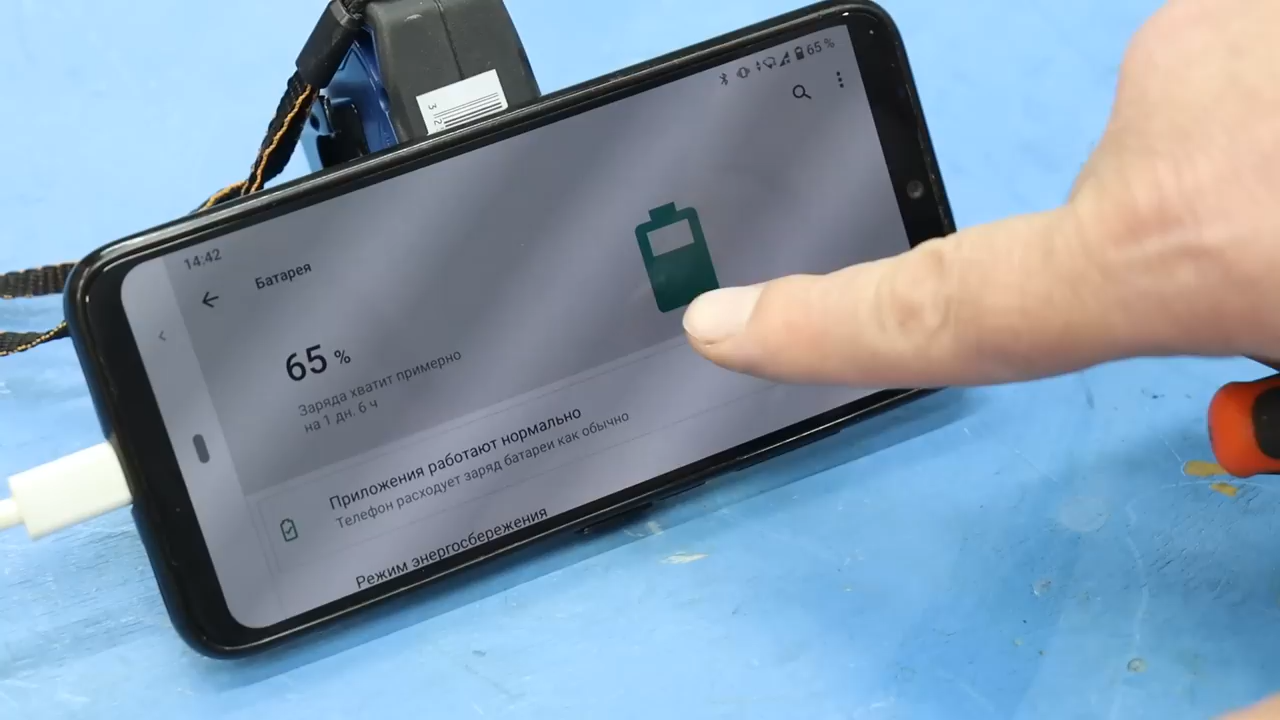 14:42
65 %
Батарея
65 %
Заряда хватит примерно
на 1 дн. 6 ч
Приложения работают нормально
Телефон расходует заряд батареи как обычно
Режим энергосбережения